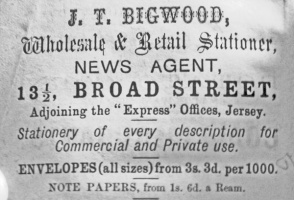 J. T. BIGWOOD,
Wholesale & Retail Stationer,
NEWS AGENT,
13½, BROAD STREET,
Adjoining the "Express" Offices, Jersey.
Stationery of every description for
Commercial and Private use.
ENVELOPES (all sizes) from 3s. 3d. per 1000.
NOTE PAPERS, from 1s. 6d. a Ream.